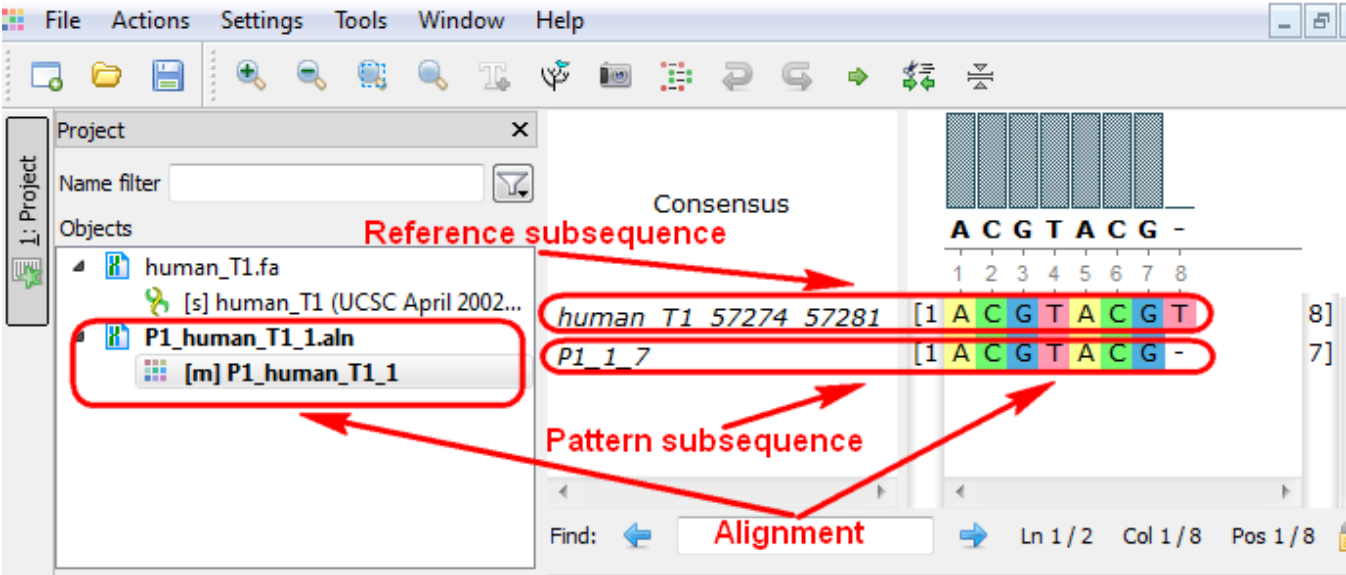 File Actions Settings Tools Window Help
1: Project
Project
Name filter
Objects
human_T1.fa
[s] human_T1 (UCSC April 2002...
P1_human_T1_1.aln
[m] P1_human_T1_1
Consensus
Reference subsequence
A C G T A C G -
1 2 3 4 5 6 7 8
human_T1_57274_57281 [1 A C G T A C G T 8]
P1_1_7 [1 A C G T A C G - 7]
Pattern subsequence
Find: Alignment Ln 1 / 2 Col 1 / 8 Pos 1 / 8